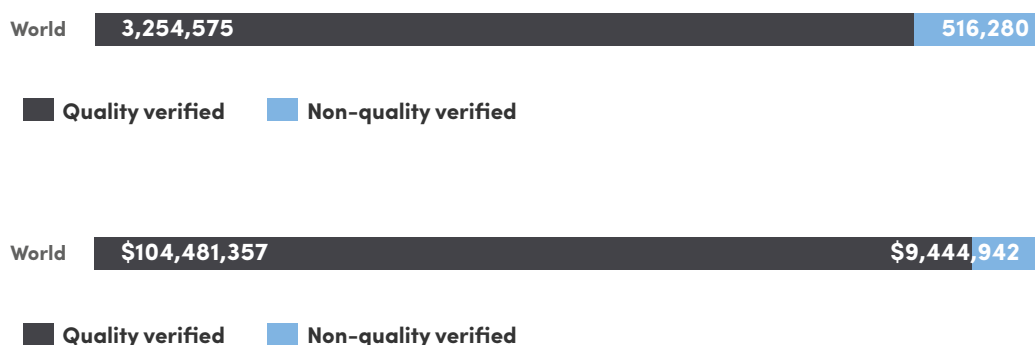 World 3,254,575 516,280
Quality verified Non-quality verified
World $104,481,357 $9,444,942
Quality verified Non-quality verified